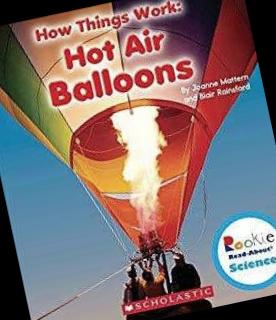 How Things Work:
Hot Air
Balloons
By Joanne Mattern
and Blair Rainsford
Rookie
Read-About®
Science
SCHOLASTIC